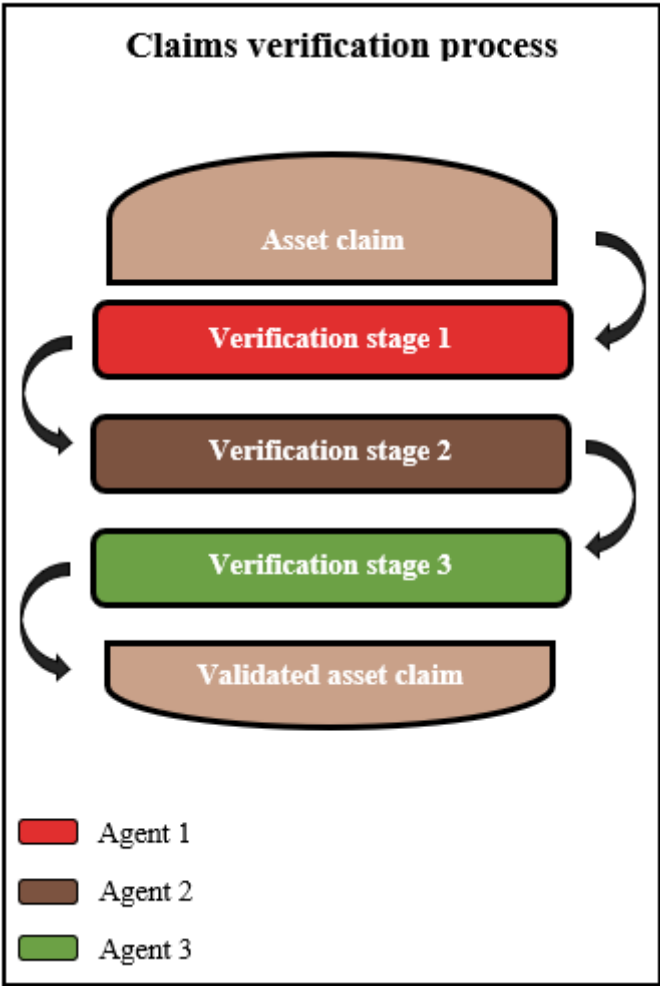 Claims verification process
Asset claim
Verification stage 1
Verification stage 2
Verification stage 3
Validated asset claim
Agent 1
Agent 2
Agent 3